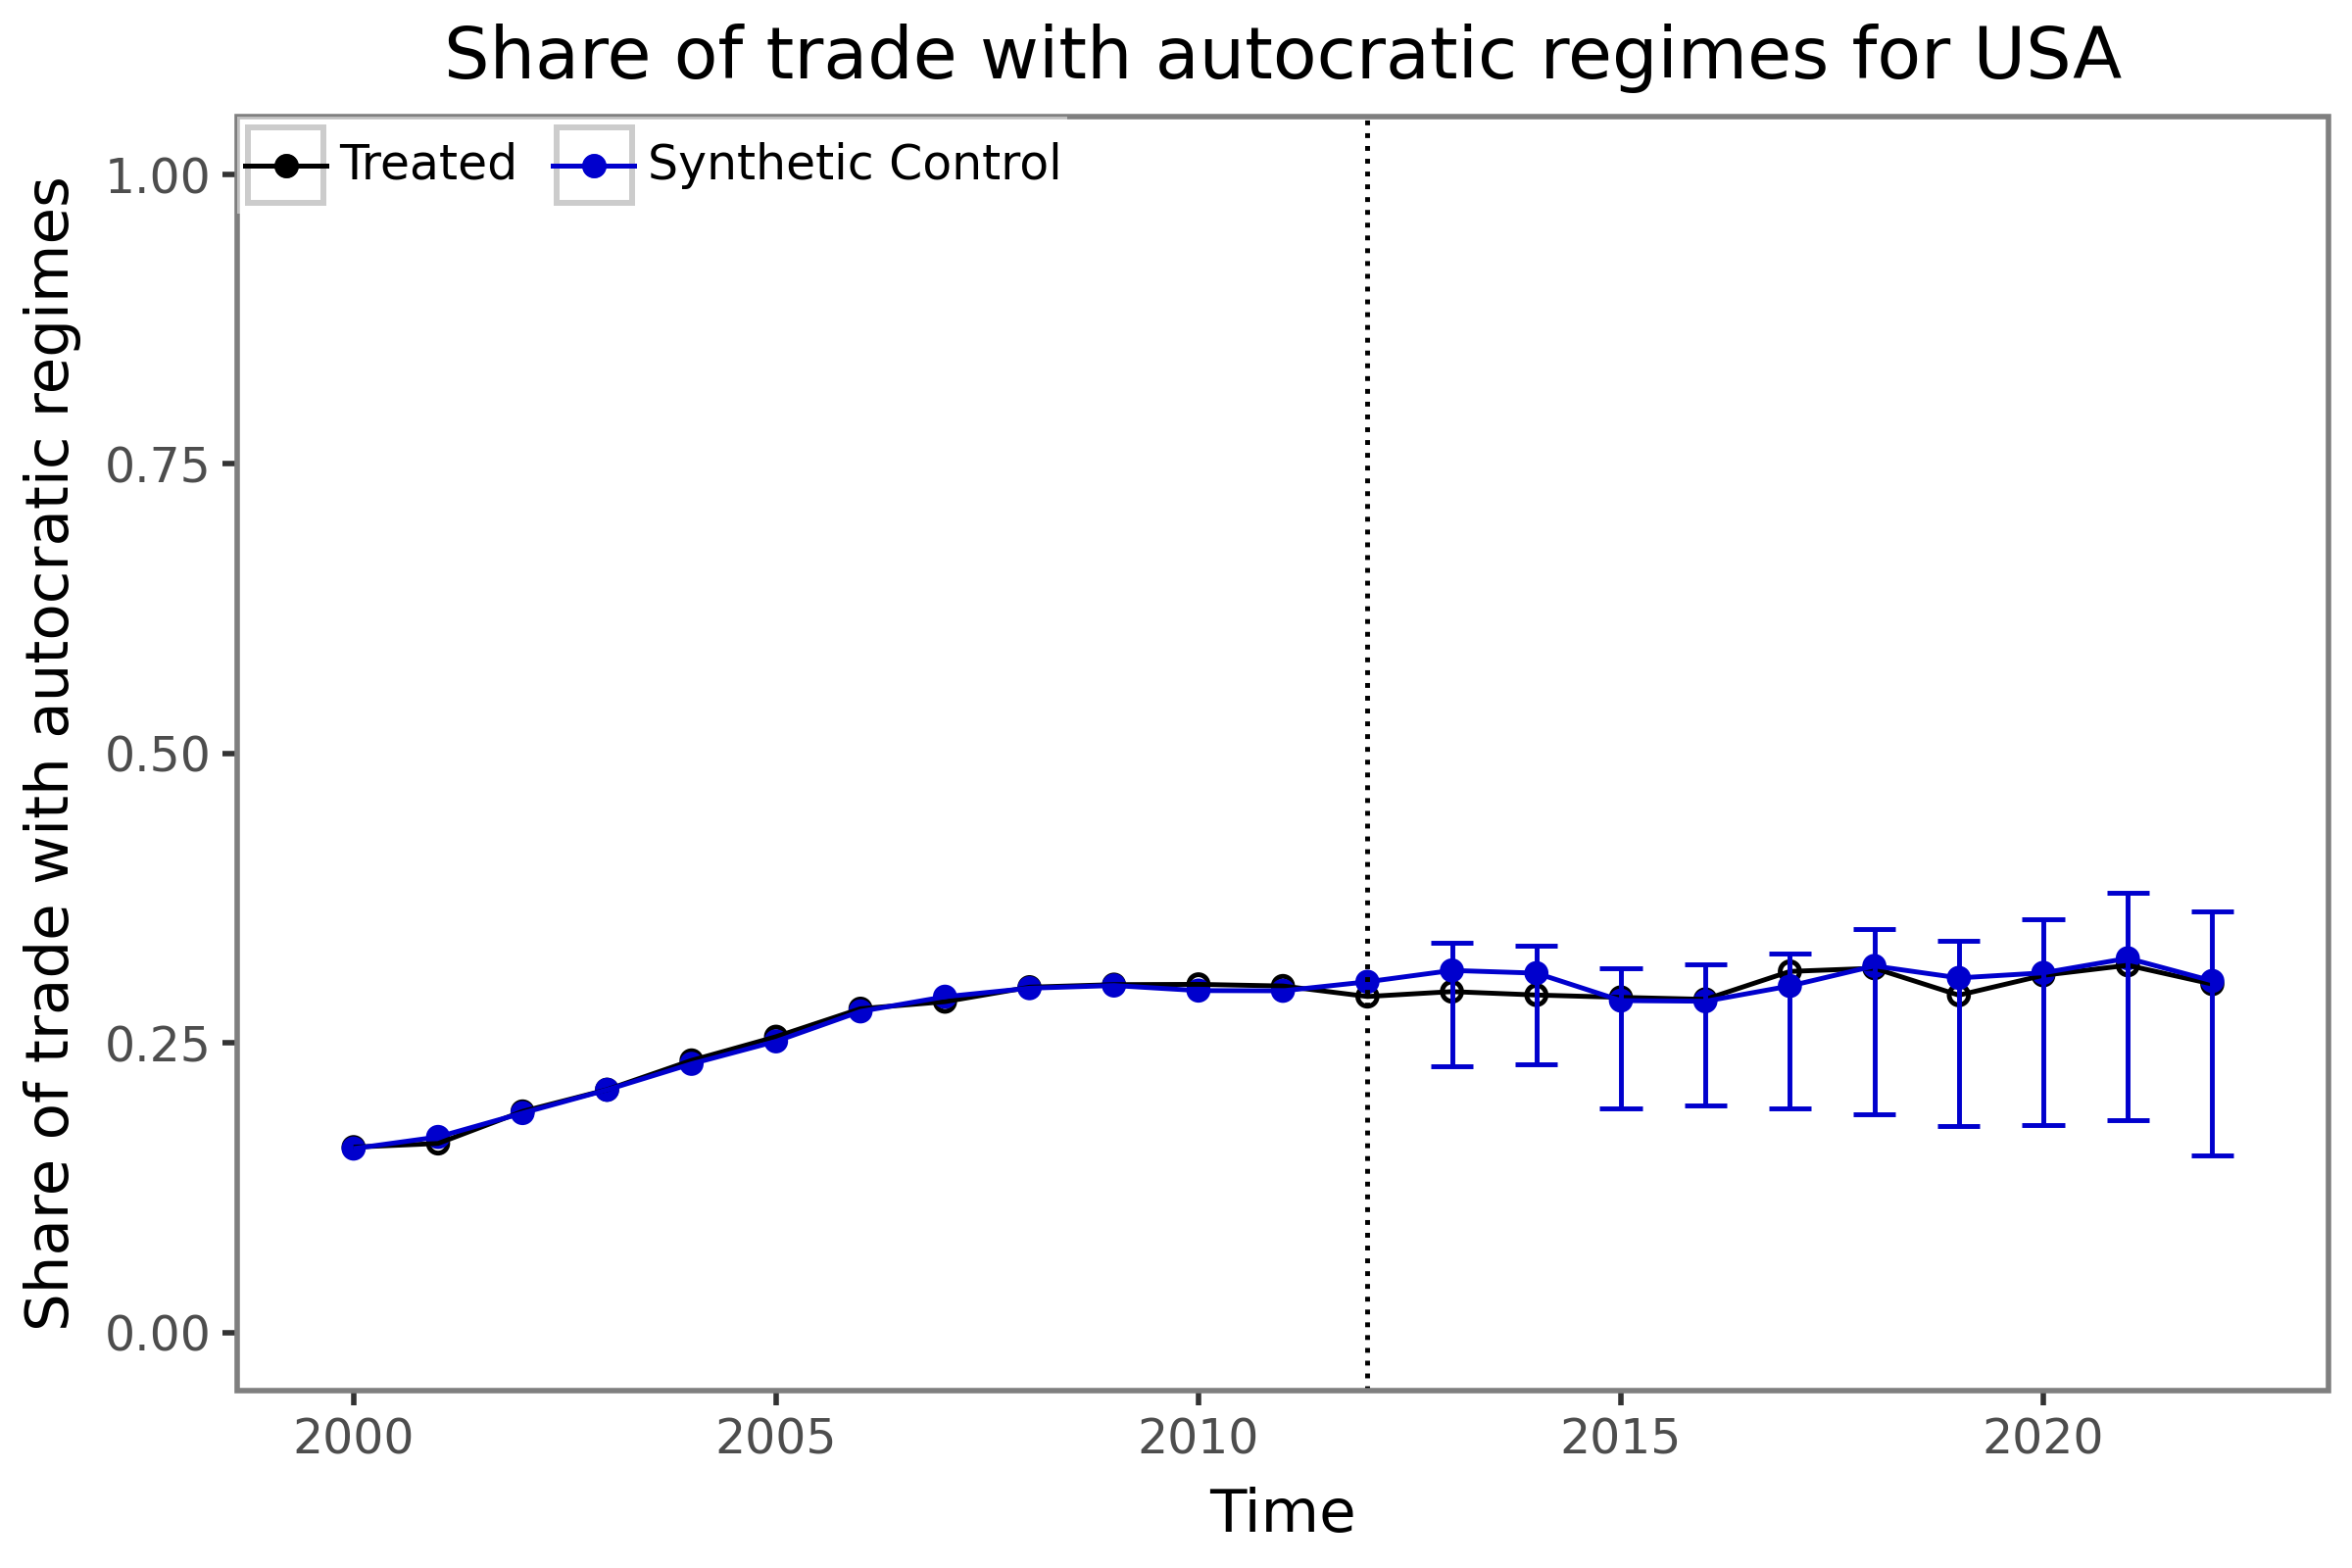 Share of trade with autocratic regimes for USA
Treated Synthetic Control
Share of trade with autocratic regimes
1.00
0.75
0.50
0.25
0.00
2000 2005 2010 2015 2020
Time